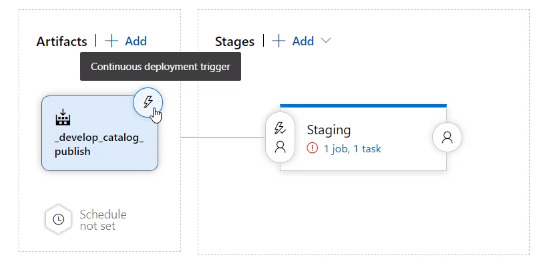 Artifacts | + Add
Stages | + Add
Continuous deployment trigger
_develop_catalog_
publish
Staging
1 job, 1 task
Schedule
not set